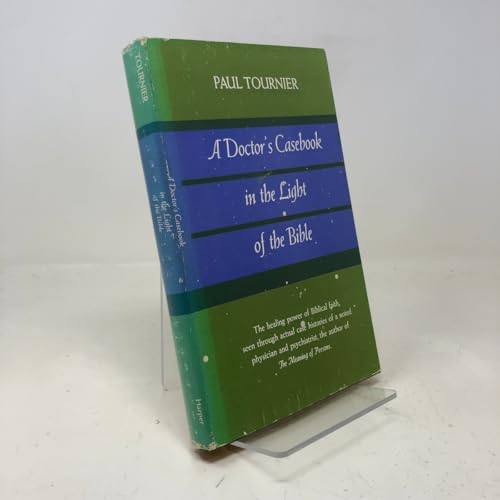 PAUL TOURNIER
A Doctor's Casebook
in the Light
of the Bible
The healing power of Biblical faith,
seen through actual case histories of a noted
physician and psychiatrist, the author of
The Meaning of Persons.
TOURNIER
A Doctor's Casebook
in the Light
of the Bible
Harper